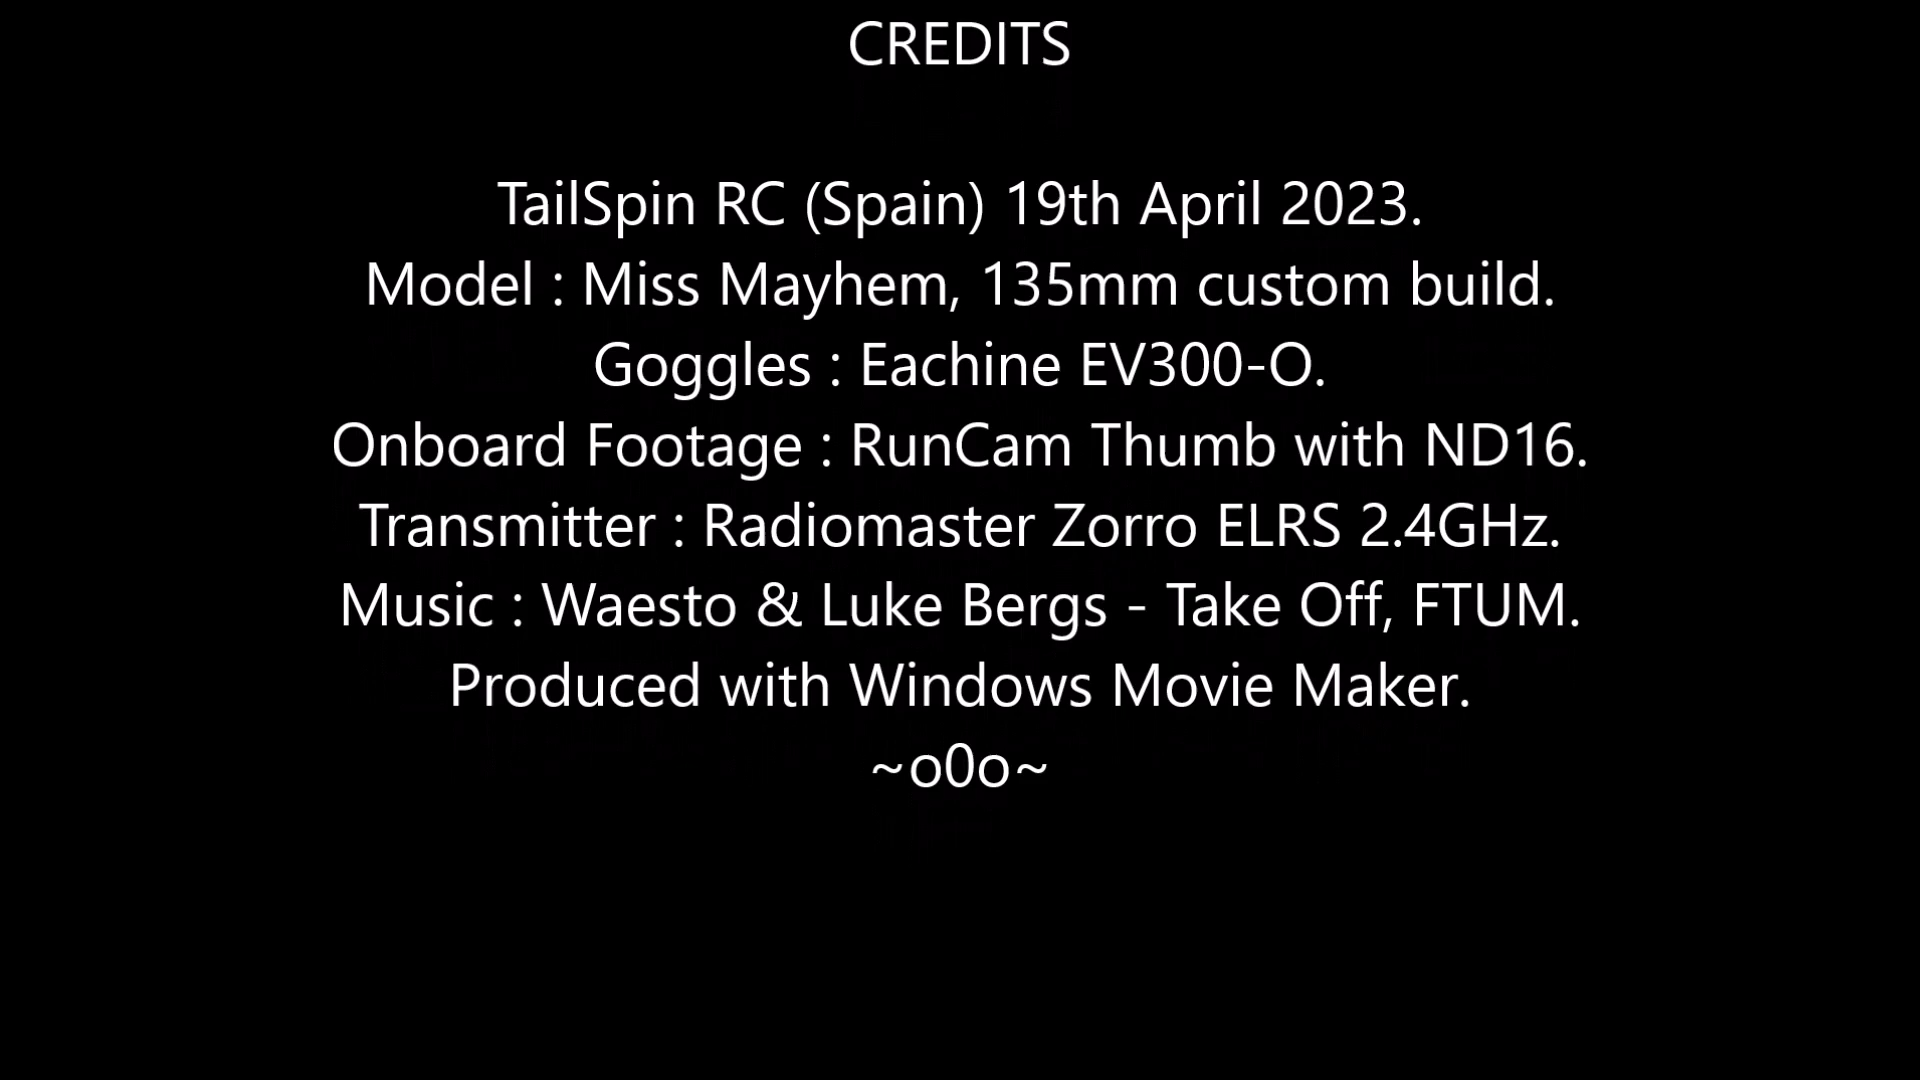 CREDITS
TailSpin RC (Spain) 19th April 2023.
Model : Miss Mayhem, 135mm custom build.
Goggles : Eachine EV300-O.
Onboard Footage : RunCam Thumb with ND16.
Transmitter : Radiomaster Zorro ELRS 2.4GHz.
Music : Waesto & Luke Bergs - Take Off, FTUM.
Produced with Windows Movie Maker.
~o0o~